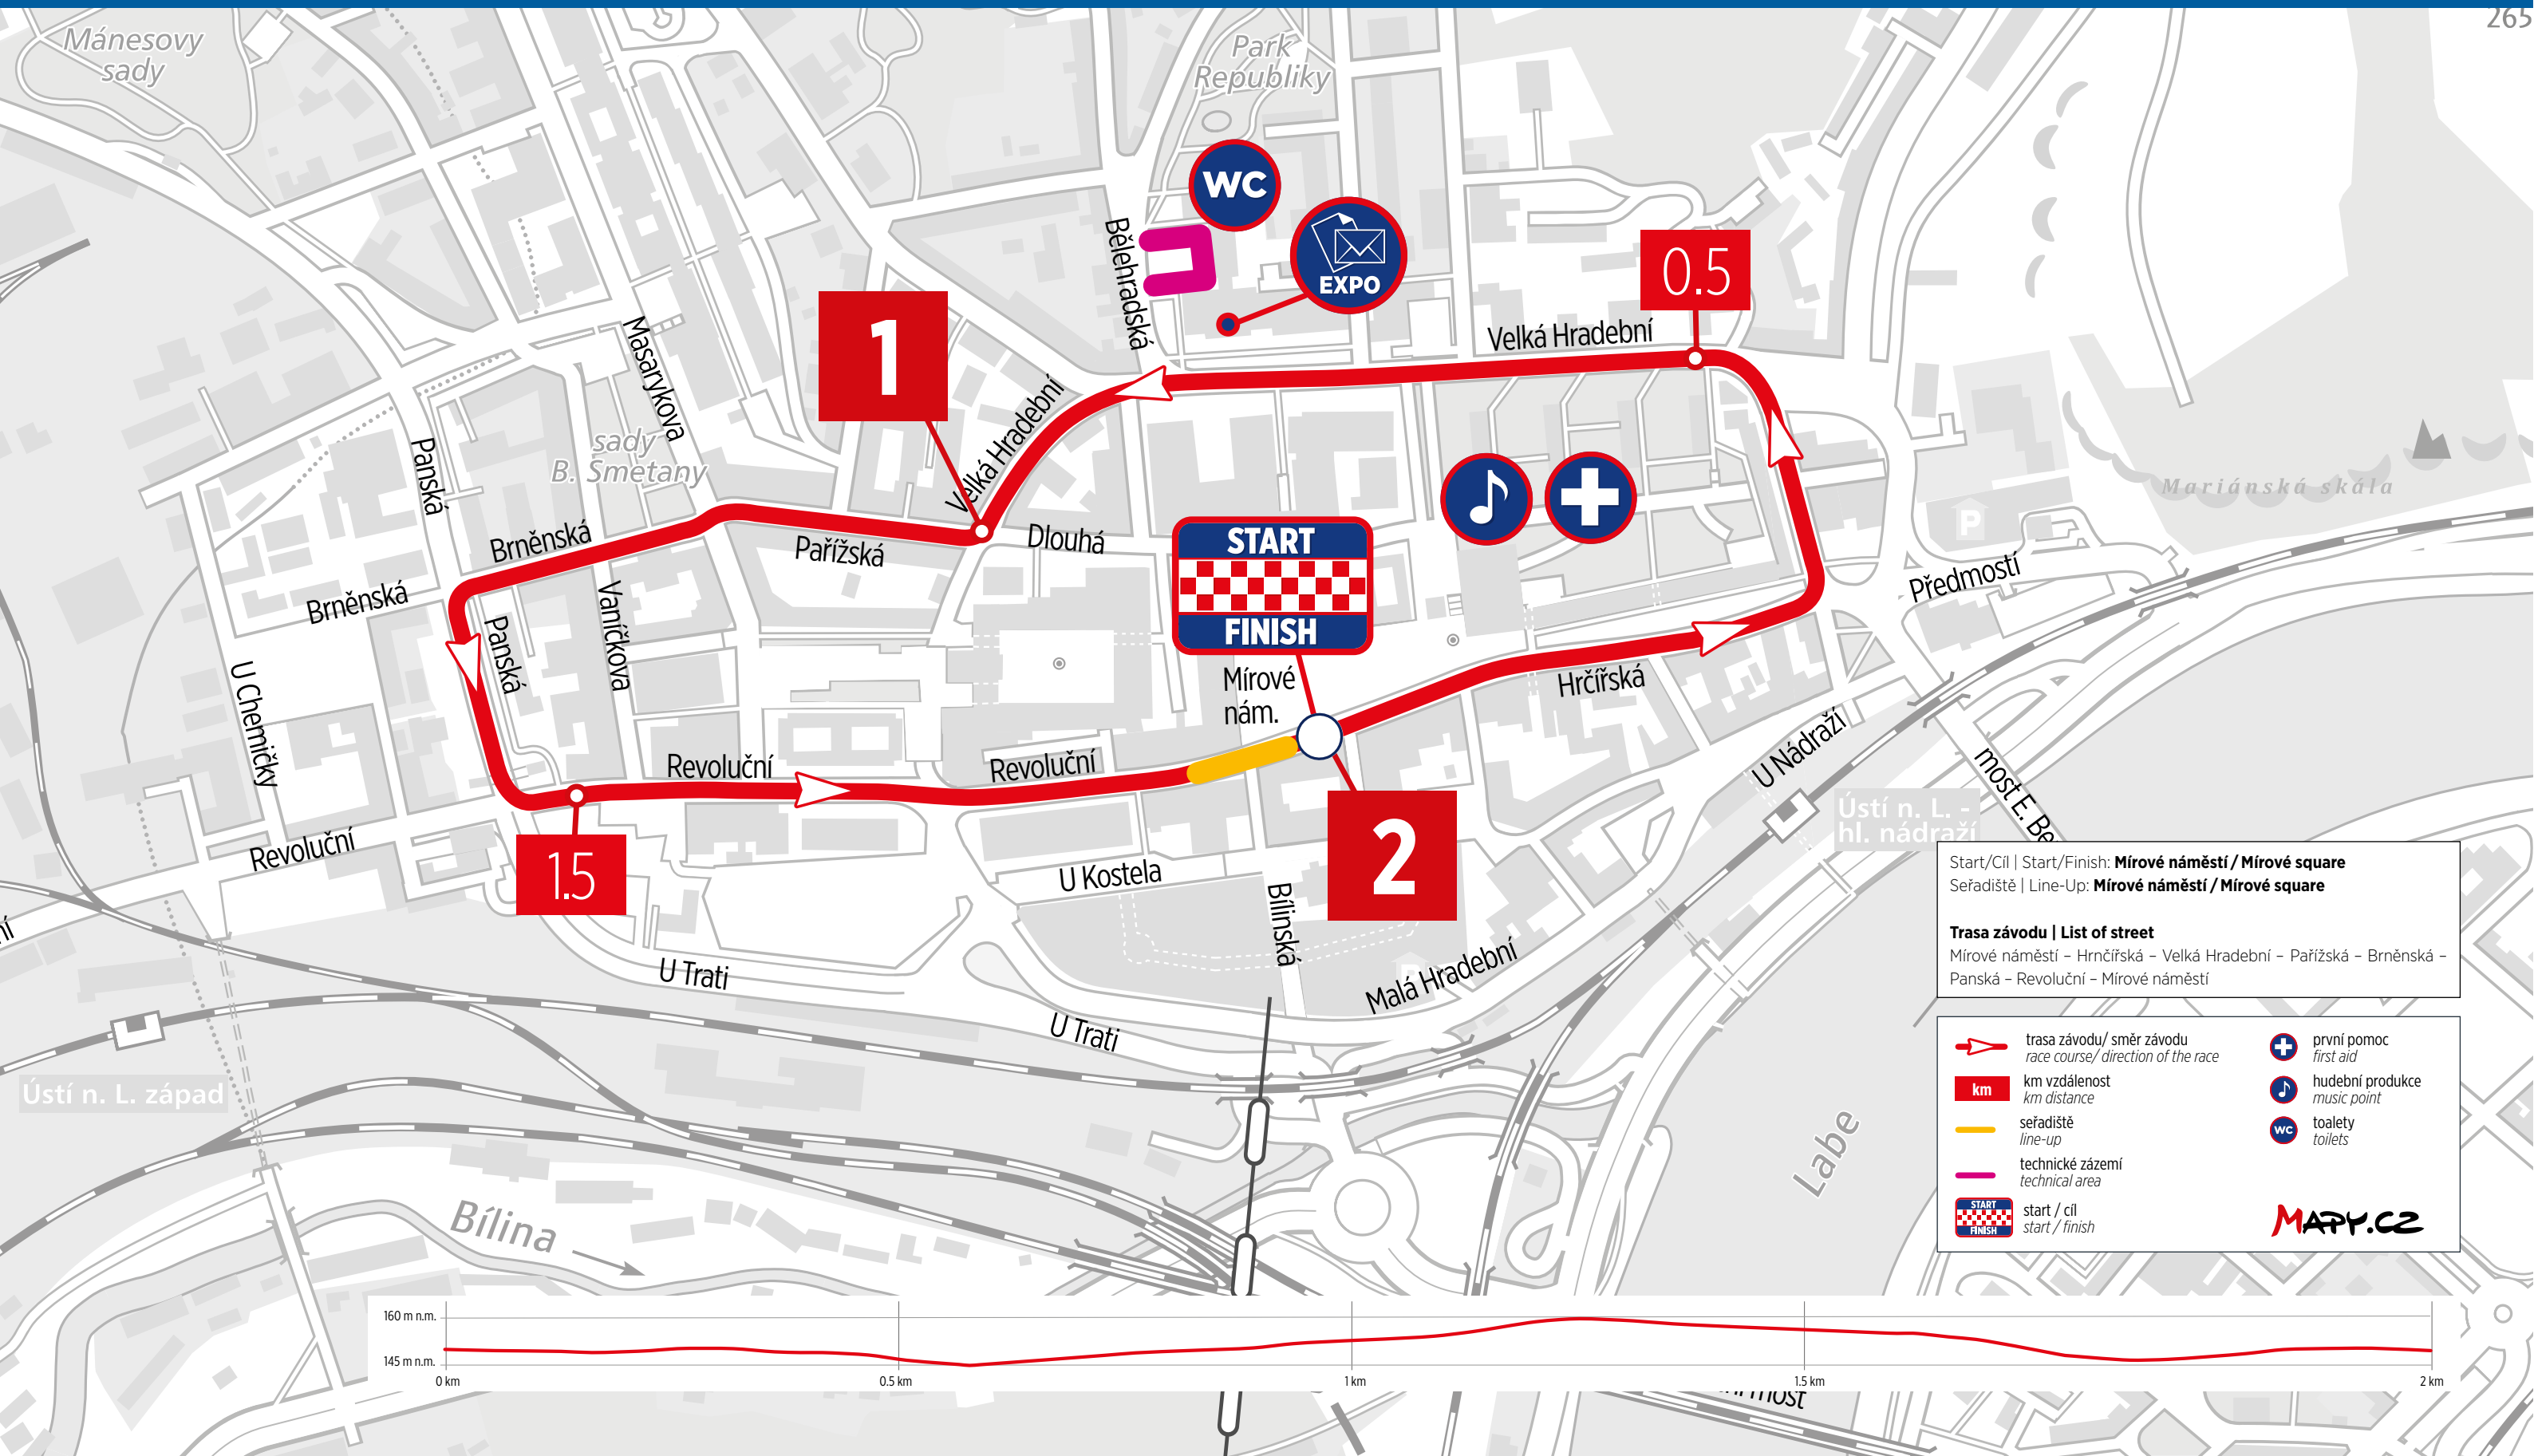 265
Mánesovy
sady
Park
Republiky
WC
EXPO
Bělehradská
0.5
Velká Hradební
1
Masarykova
Velká Hradební
sady
B. Smetany
Panská
Mariánská skála
P
START
FINISH
Dlouhá
Pařížská
Brněnská
Brněnská
Předmostí
Vaníčkova
Panská
U Chemičky
Mírové
nám.
Hrčířská
U Nádraží
most E. Be
Revoluční
Revoluční
Revoluční
Ústí n. L. -
hl. nádraží
1.5
2
U Kostela
Bílinská
Malá Hradební
U Trati
U Trati
Ústí n. L. západ
Labe
Bílina
Start/Cíl | Start/Finish: Mírové náměstí / Mírové square
Seřadiště | Line-Up: Mírové náměstí / Mírové square
Trasa závodu | List of street
Mírové náměstí – Hrnčířská – Velká Hradební – Pařížská – Brněnská –
Panská – Revoluční – Mírové náměstí
trasa závodu/ směr závodu
race course/ direction of the race
km
km vzdálenost
km distance
seřadiště
line-up
technické zázemí
technical area
START
FINISH
start / cíl
start / finish
první pomoc
first aid
hudební produkce
music point
WC
toalety
toilets
MAPY.CZ
160 m n.m.
145 m n.m.
0 km
0.5 km
1 km
1.5 km
2 km